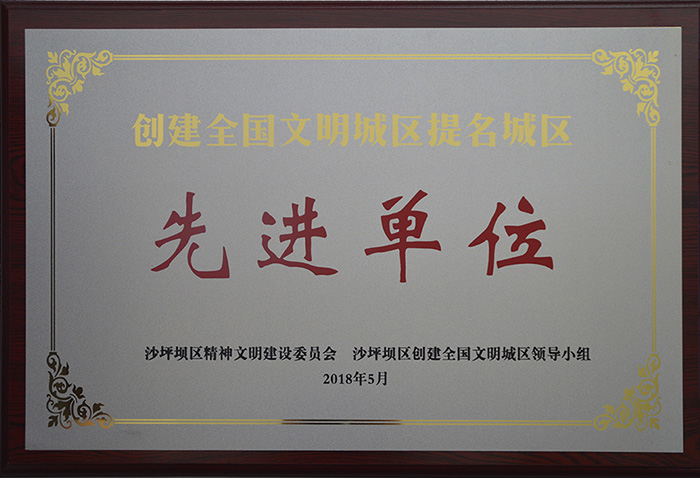 创建全国文明城区提名城区
先进单位
沙坪坝区精神文明建设委员会 沙坪坝区创建全国文明城区领导小组
2018年5月